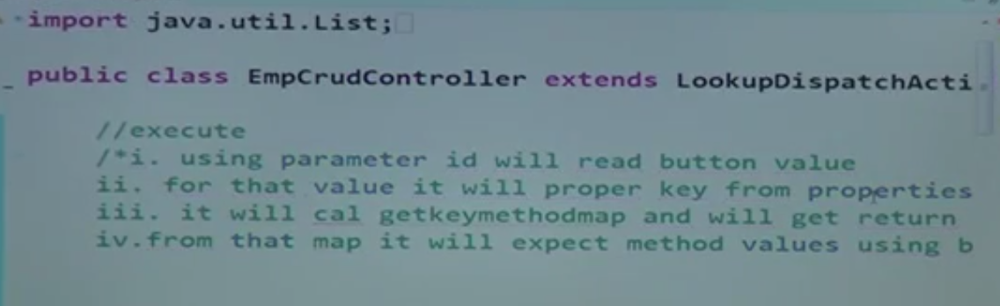 import java.util.List;
public class EmpCrudController extends LookupDispatchActi
//execute
/*i. using parameter id will read button value
ii. for that value it will proper key from properties
iii. it will cal getkeymethodmap and will get return
iv.from that map it will expect method values using b